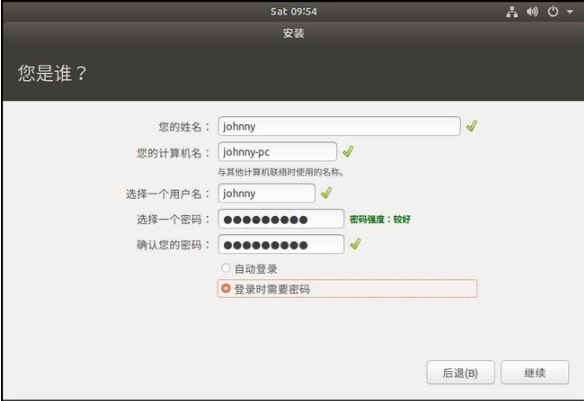 Sat 09:54
安装
您是谁？
您的姓名： johnny
您的计算机名： johnny-pc
与其他计算机联络时使用的名称。
选择一个用户名： johnny
选择一个密码： ●●●●●●●●● 密码强度：较好
确认您的密码： ●●●●●●●●●
自动登录
登录时需要密码
后退(B) 继续